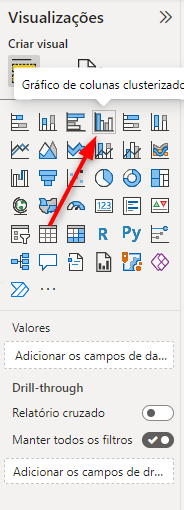 Visualizações
Criar visual
Gráfico de colunas clusterizado
123
R
Py
Valores
Adicionar os campos de da...
Drill-through
Relatório cruzado
Manter todos os filtros
Adicionar os campos de dr...